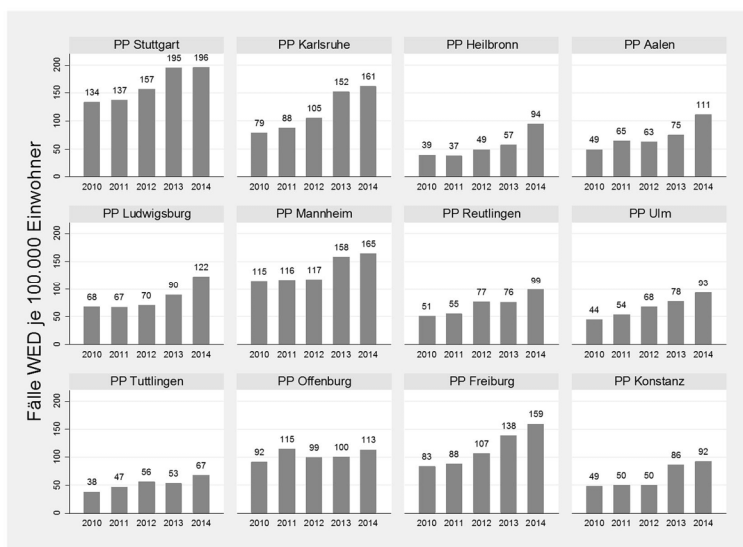 Fälle WED je 100.000 Einwohner
PP Stuttgart
200
150
100
50
0
134 137 157 195 196
2010 2011 2012 2013 2014
PP Karlsruhe
79 88 105 152 161
2010 2011 2012 2013 2014
PP Heilbronn
39 37 49 57 94
2010 2011 2012 2013 2014
PP Aalen
49 65 63 75 111
2010 2011 2012 2013 2014
PP Ludwigsburg
200
150
100
50
0
68 67 70 90 122
2010 2011 2012 2013 2014
PP Mannheim
115 116 117 158 165
2010 2011 2012 2013 2014
PP Reutlingen
51 55 77 76 99
2010 2011 2012 2013 2014
PP Ulm
44 54 68 78 93
2010 2011 2012 2013 2014
PP Tuttlingen
200
150
100
50
0
38 47 56 53 67
2010 2011 2012 2013 2014
PP Offenburg
92 115 99 100 113
2010 2011 2012 2013 2014
PP Freiburg
83 88 107 138 159
2010 2011 2012 2013 2014
PP Konstanz
49 50 50 86 92
2010 2011 2012 2013 2014